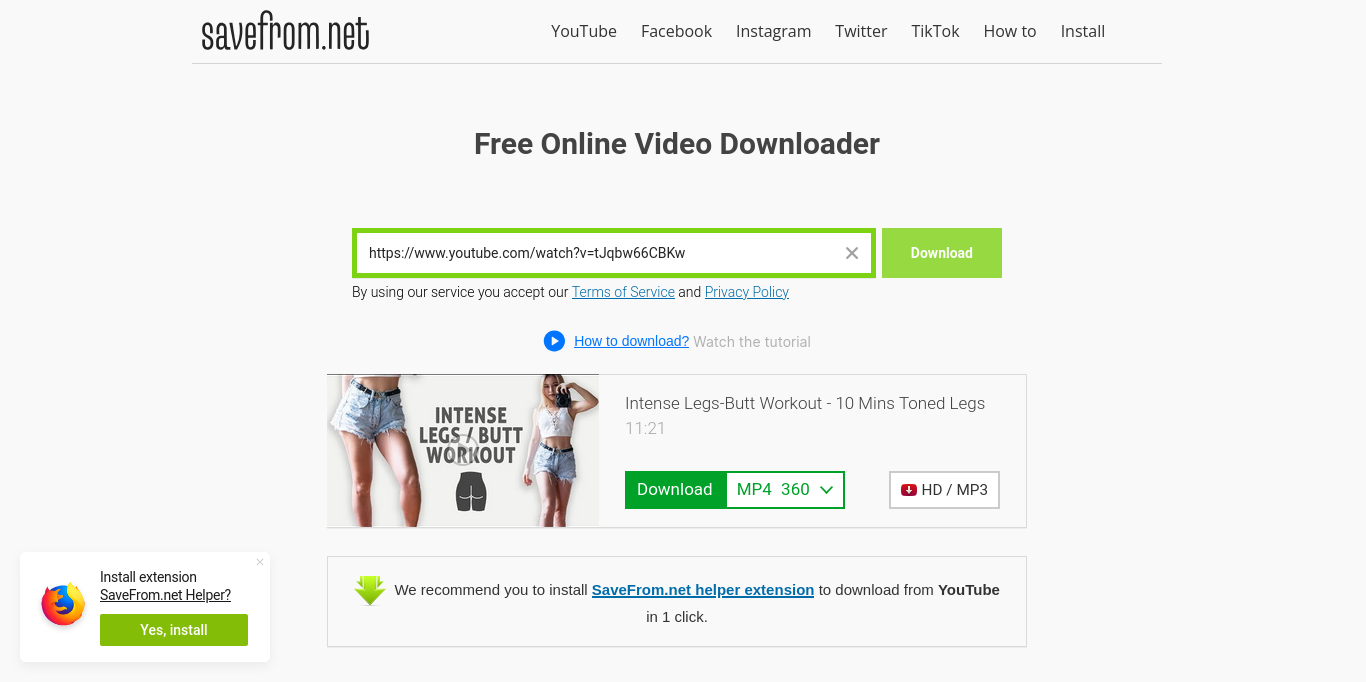 savefrom.net
YouTube Facebook Instagram Twitter TikTok How to Install
Free Online Video Downloader
https://www.youtube.com/watch?v=tJqbw66CBKw
Download
By using our service you accept our Terms of Service and Privacy Policy
How to download? Watch the tutorial
INTENSE
LEGS / BUTT
WORKOUT
Intense Legs-Butt Workout - 10 Mins Toned Legs
11:21
Download MP4 360
HD / MP3
We recommend you to install SaveFrom.net helper extension to download from YouTube
in 1 click.
Install extension
SaveFrom.net Helper?
Yes, install